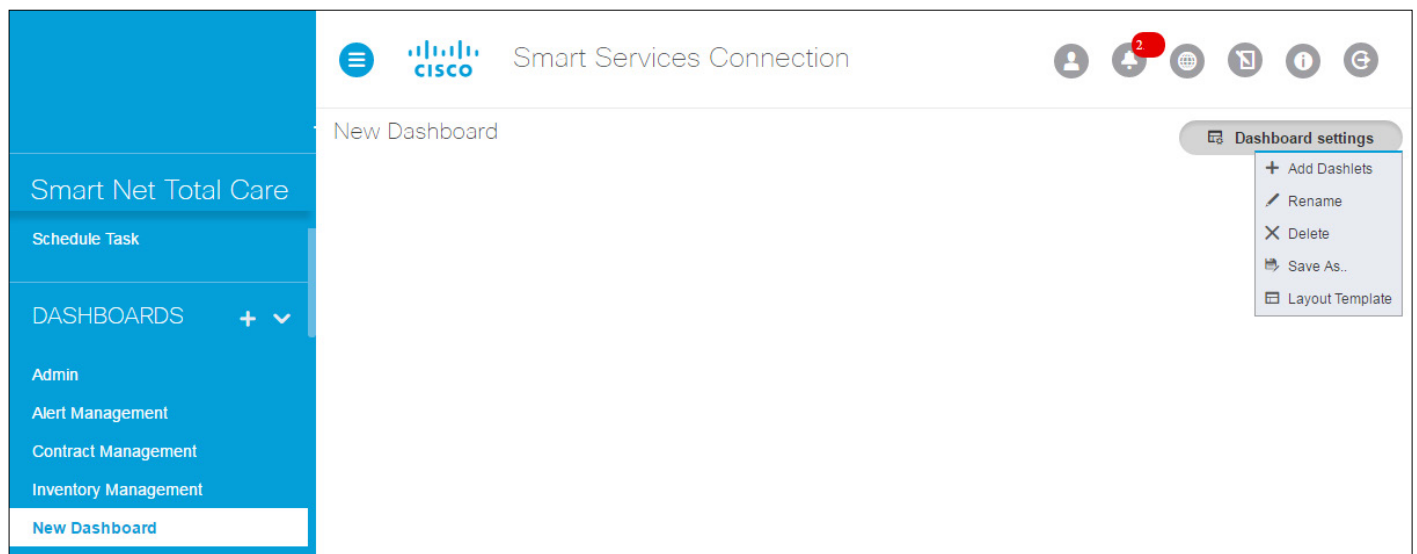 CISCO
Smart Services Connection
2
New Dashboard
Dashboard settings
+ Add Dashlets
Rename
Delete
Save As..
Layout Template
Smart Net Total Care
Schedule Task
DASHBOARDS +
Admin
Alert Management
Contract Management
Inventory Management
New Dashboard